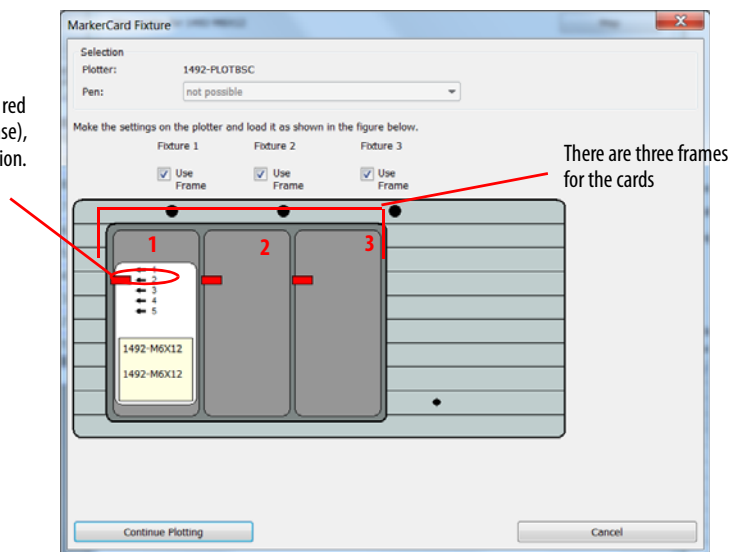 MarkerCard Fixture
Selection
Plotter: 1492-PLOTBSC
Pen: not possible
Make the settings on the plotter and load it as shown in the figure below.
Fixture 1 Fixture 2 Fixture 3
Use Frame
Use Frame
Use Frame
red
se),
ion.
There are three frames
for the cards
1 2 3
1
2
3
4
5
1492-M6X12
1492-M6X12
Continue Plotting Cancel